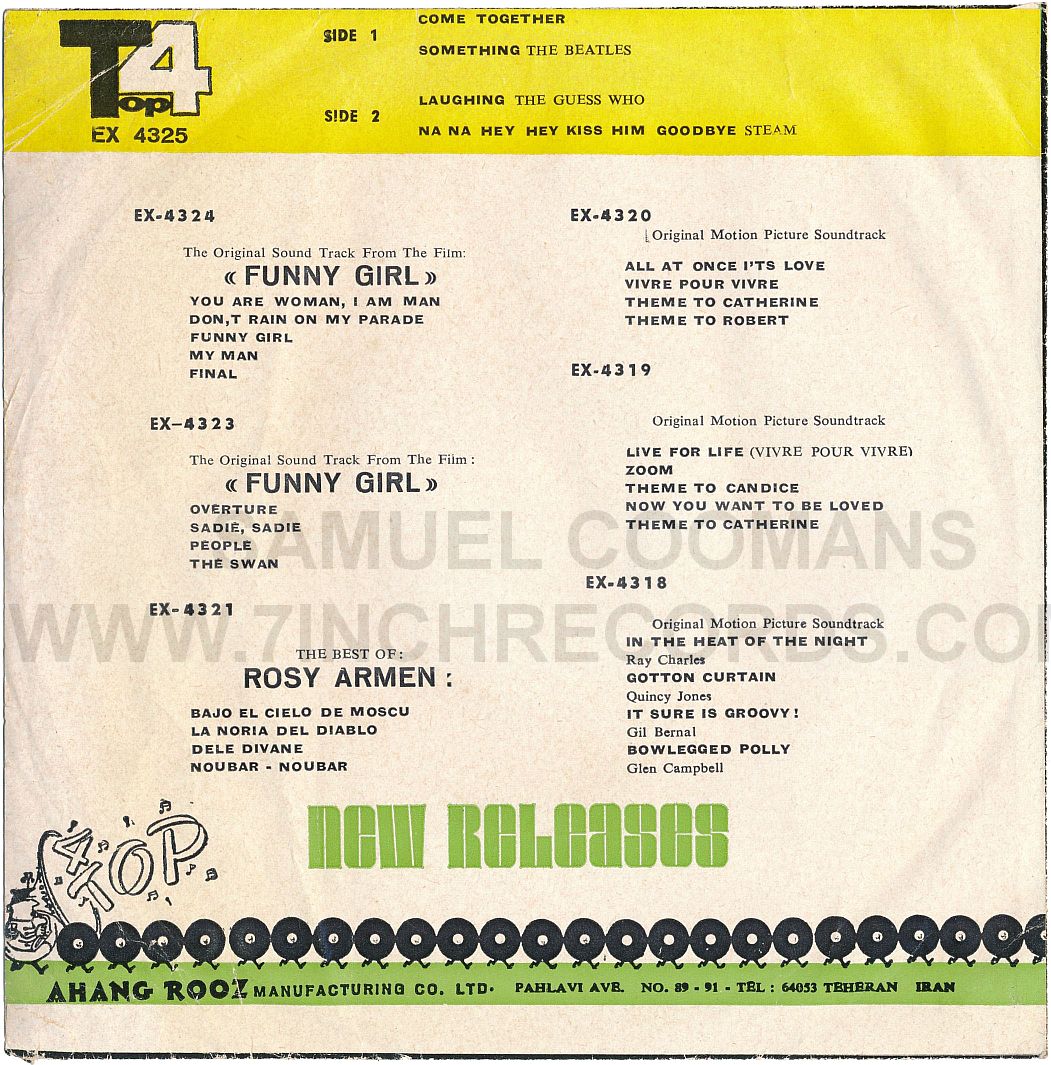 Top 4
EX 4325
SIDE 1
COME TOGETHER
SOMETHING THE BEATLES
SIDE 2
LAUGHING THE GUESS WHO
NA NA HEY HEY KISS HIM GOODBYE STEAM
EX-4324
The Original Sound Track From The Film:
« FUNNY GIRL »
YOU ARE WOMAN, I AM MAN
DON,T RAIN ON MY PARADE
FUNNY GIRL
MY MAN
FINAL
EX-4323
The Original Sound Track From The Film :
« FUNNY GIRL »
OVERTURE
SADIE, SADIE
PEOPLE
THE SWAN
EX-4321
THE BEST OF :
ROSY ARMEN :
BAJO EL CIELO DE MOSCU
LA NORIA DEL DIABLO
DELE DIVANE
NOUBAR - NOUBAR
EX-4320
Original Motion Picture Soundtrack
ALL AT ONCE I'TS LOVE
VIVRE POUR VIVRE
THEME TO CATHERINE
THEME TO ROBERT
EX-4319
Original Motion Picture Soundtrack
LIVE FOR LIFE (VIVRE POUR VIVRE)
ZOOM
THEME TO CANDICE
NOW YOU WANT TO BE LOVED
THEME TO CATHERINE
EX-4318
Original Motion Picture Soundtrack
IN THE HEAT OF THE NIGHT
Ray Charles
GOTTON CURTAIN
Quincy Jones
IT SURE IS GROOVY !
Gil Bernal
BOWLEGGED POLLY
Glen Campbell
SAMUEL COOMANS
WWW.7INCHRECORDS.COM
NEW RELEASES
4 TOP
AHANG ROOZ MANUFACTURING CO. LTD. PAHLAVI AVE. NO. 89 - 91 - TEL : 64053 TEHERAN IRAN